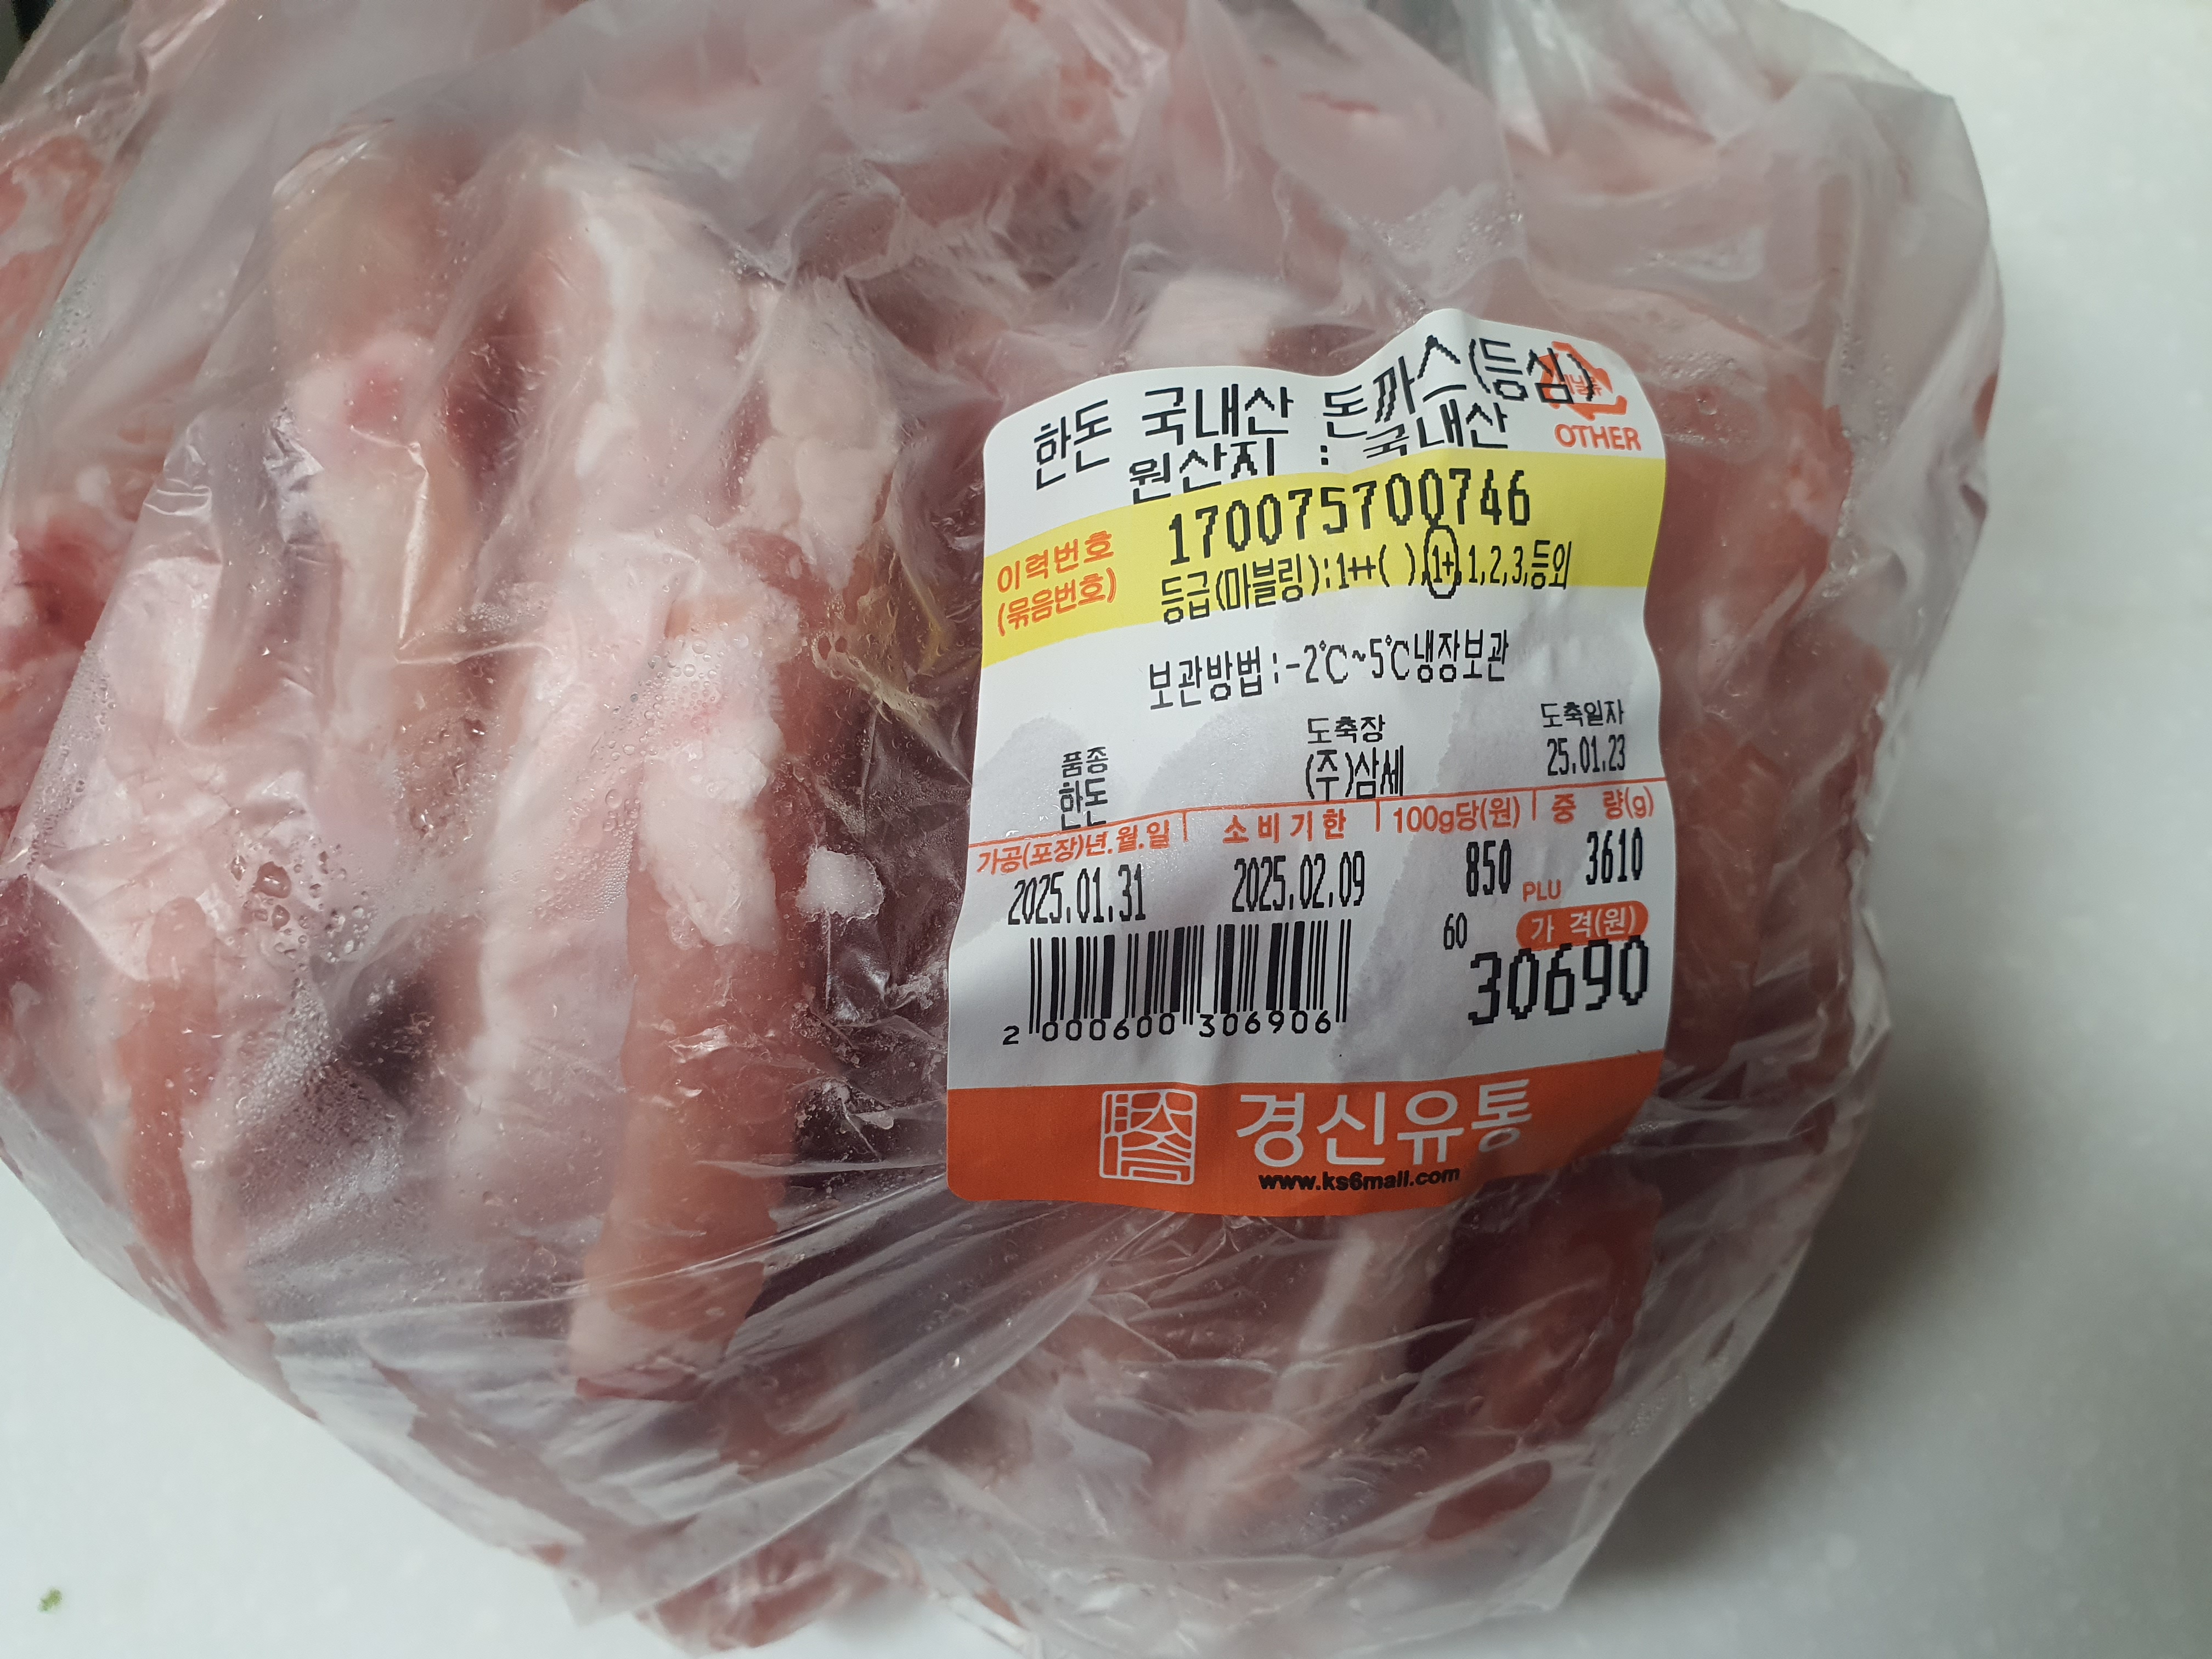 한돈 국내산 돈까스(등심)
OTHER
원산지 : 국내산
이력번호
(묶음번호)
170075700746
등급(마블링):1++( ),1+,1,2,3,등외
보관방법:-2℃~5℃냉장보관
품종
한돈
도축장
(주)삼세
도축일자
25.01.23
가공(포장)년.월.일 소비기한 100g당(원) 중 량(g)
2025.01.31 2025.02.09 850 3610
PLU
60
가 격(원)
30690
2 000600 306906
경신유통
www.ks6mall.com